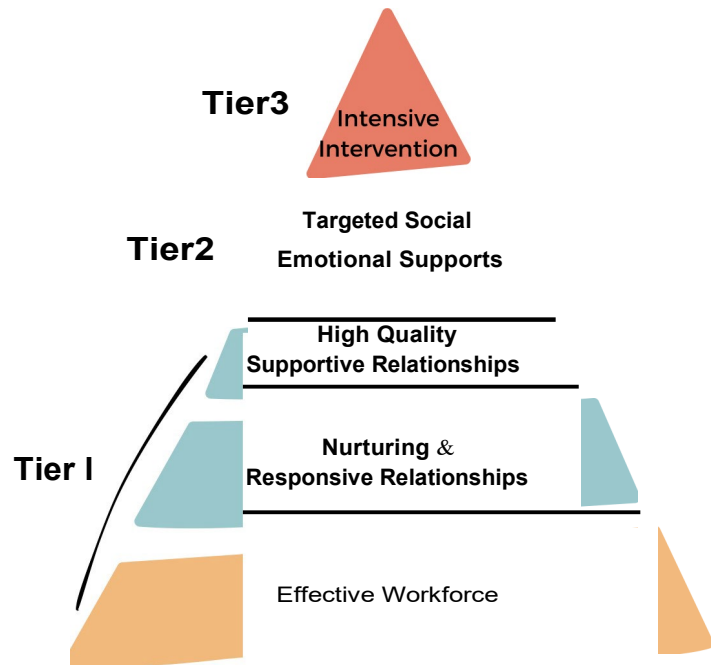 Tier3
Intensive
Intervention
Targeted Social
Tier2
Emotional Supports
High Quality
Supportive Relationships
Tier I
Nurturing &
Responsive Relationships
Effective Workforce